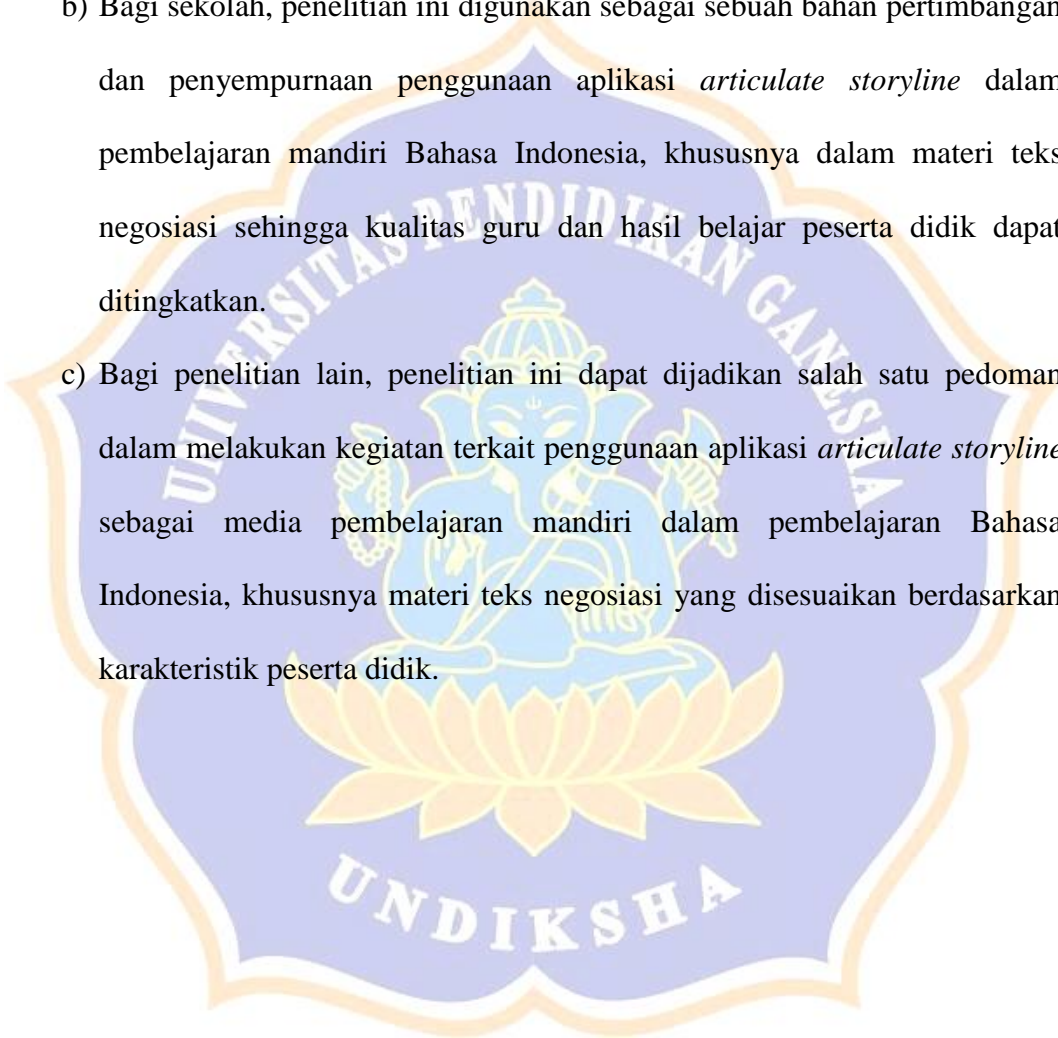 b) Bagi sekolah, penelitian ini digunakan sebagai sebuah bahan pertimbangan
dan penyempurnaan penggunaan aplikasi articulate storyline dalam
pembelajaran mandiri Bahasa Indonesia, khususnya dalam materi teks
negosiasi sehingga kualitas guru dan hasil belajar peserta didik dapat
ditingkatkan.
c) Bagi penelitian lain, penelitian ini dapat dijadikan salah satu pedoman
dalam melakukan kegiatan terkait penggunaan aplikasi articulate storyline
sebagai media pembelajaran mandiri dalam pembelajaran Bahasa
Indonesia, khususnya materi teks negosiasi yang disesuaikan berdasarkan
karakteristik peserta didik.
UNIVERSITAS PENDIDIKAN GANESHA
UNDIKSHA